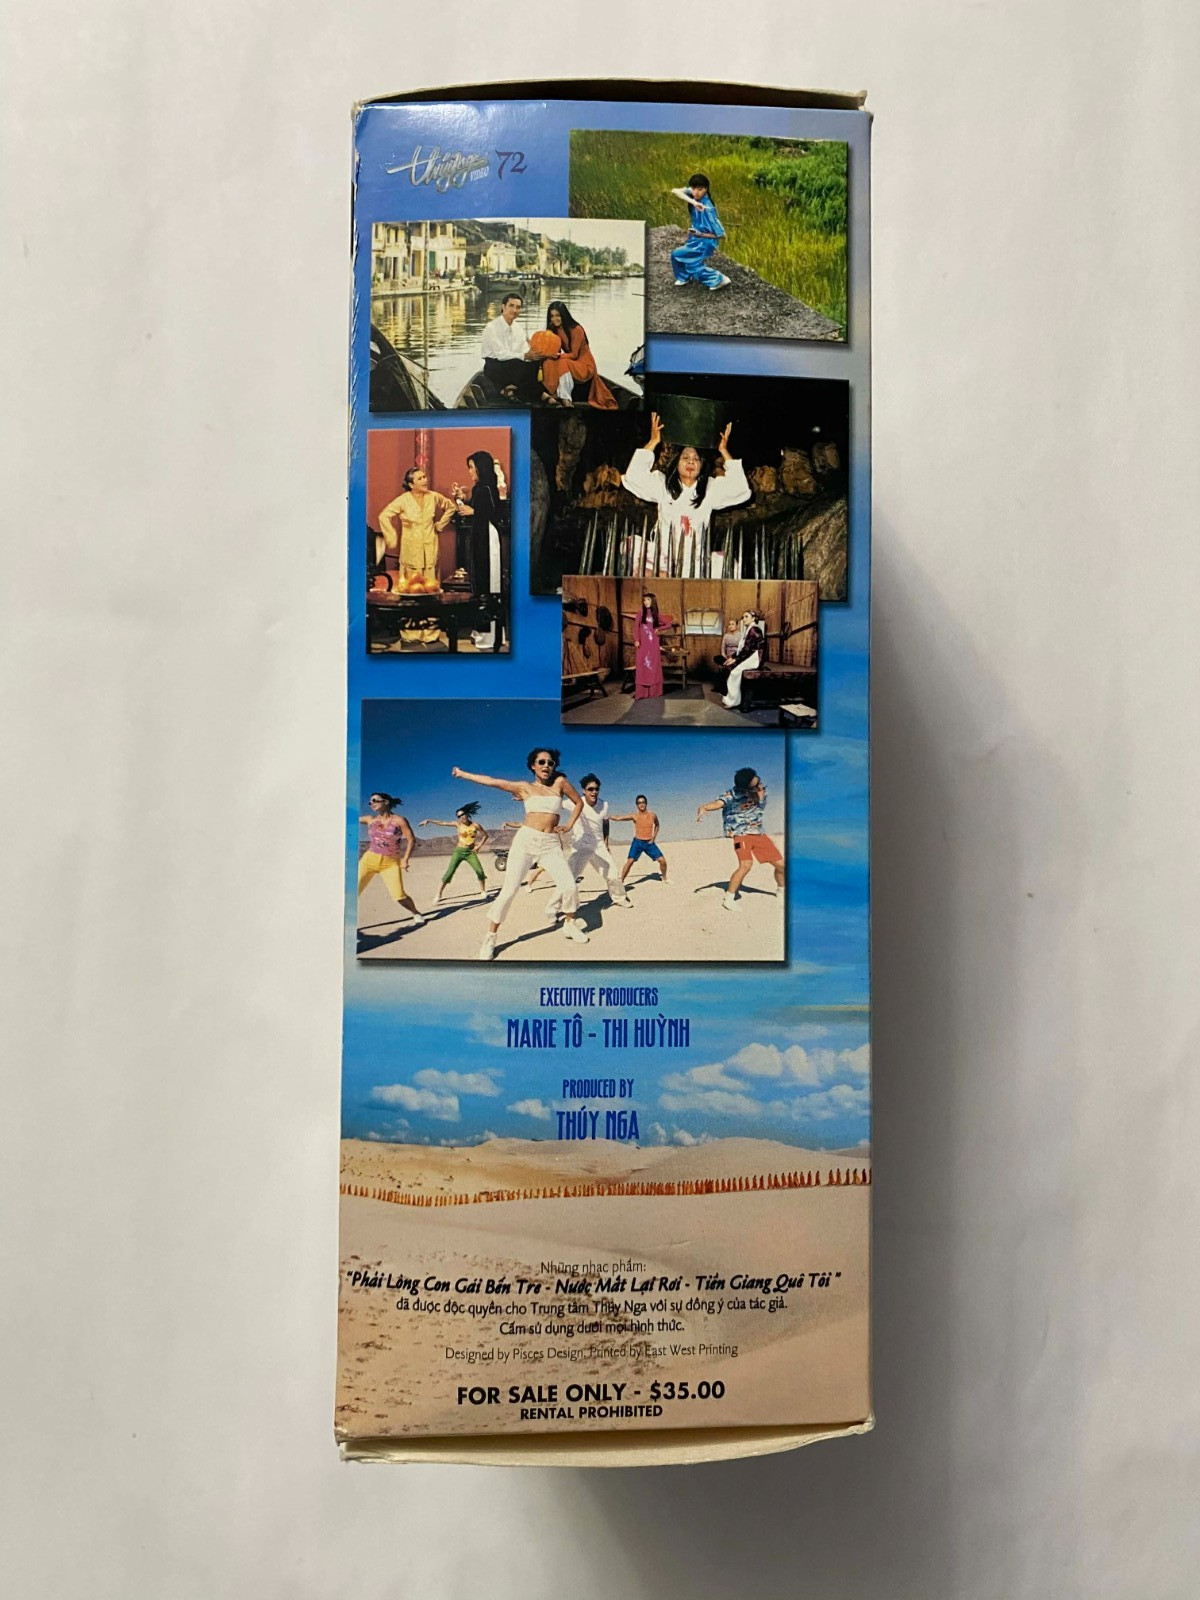 Thúy Nga VIDEO 72
EXECUTIVE PRODUCERS
MARIE TÔ - THI HUỲNH
PRODUCED BY
THÚY NGA
Những nhạc phẩm:
"Phải Lòng Con Gái Bến Tre - Nước Mắt Lại Rơi - Tiền Giang Quê Tôi"
đã được độc quyền cho Trung tâm Thúy Nga với sự đồng ý của tác giả.
Cấm sử dụng dưới mọi hình thức.
Designed by Pisces Design, Printed by East West Printing
FOR SALE ONLY - $35.00
RENTAL PROHIBITED